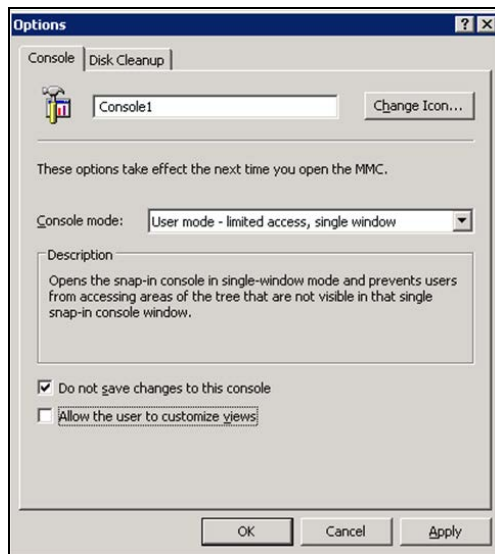 Options
Console
Disk Cleanup
Console1
Change Icon...
These options take effect the next time you open the MMC.
Console mode:
User mode - limited access, single window
Description
Opens the snap-in console in single-window mode and prevents users
from accessing areas of the tree that are not visible in that single
snap-in console window.
Do not save changes to this console
Allow the user to customize views
OK
Cancel
Apply